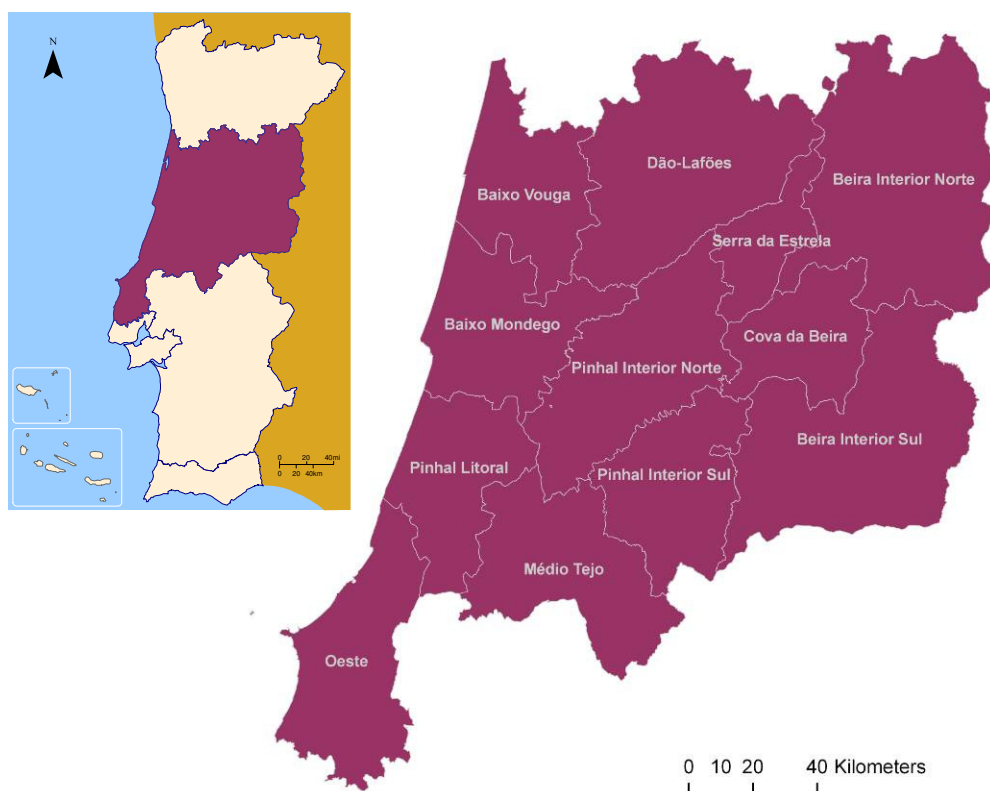 N
0 20 40mi
0 20 40km
Dão-Lafões
Beira Interior Norte
Baixo Vouga
Serra da Estrela
Baixo Mondego
Cova da Beira
Pinhal Interior Norte
Beira Interior Sul
Pinhal Litoral
Pinhal Interior Sul
Médio Tejo
Oeste
0 10 20 40 Kilometers